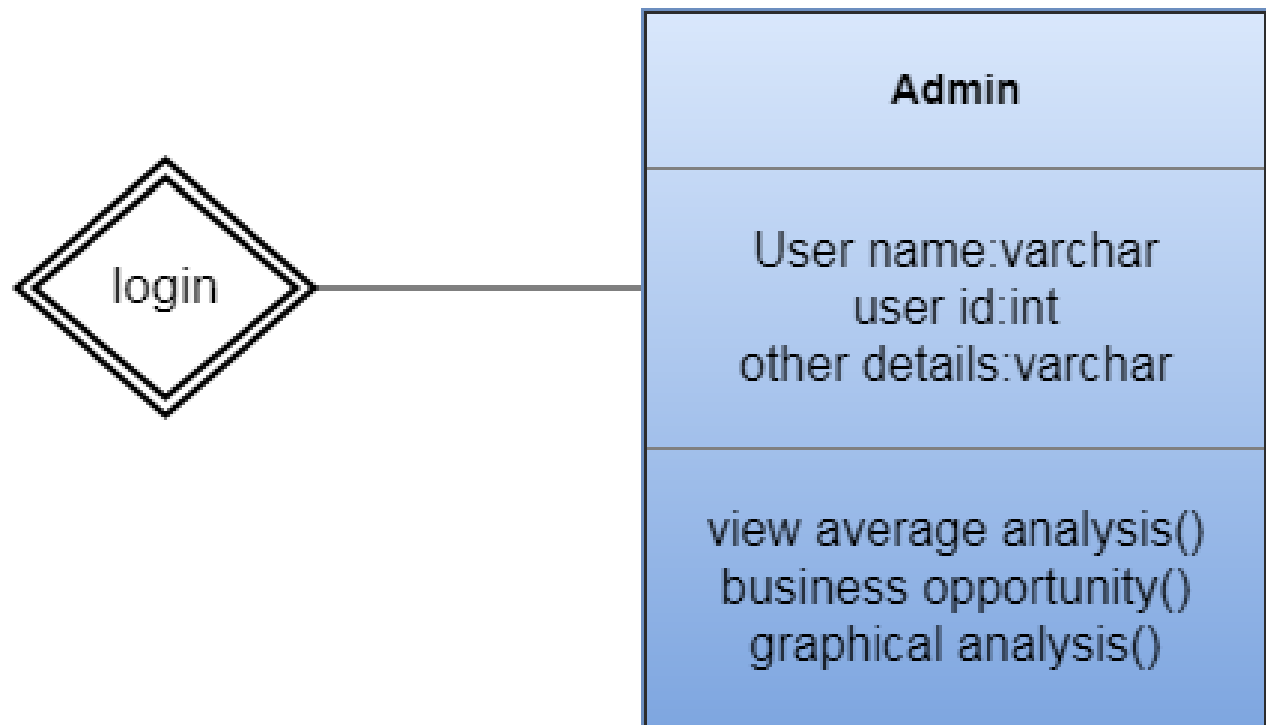 login
Admin
User name:varchar
user id:int
other details:varchar
view average analysis()
business opportunity()
graphical analysis()